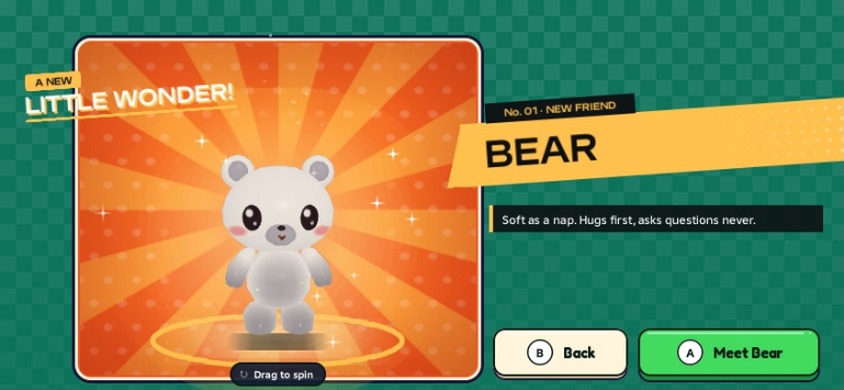 A NEW
LITTLE WONDER!
No. 01 · NEW FRIEND
BEAR
Soft as a nap. Hugs first, asks questions never.
Drag to spin
B Back
A Meet Bear